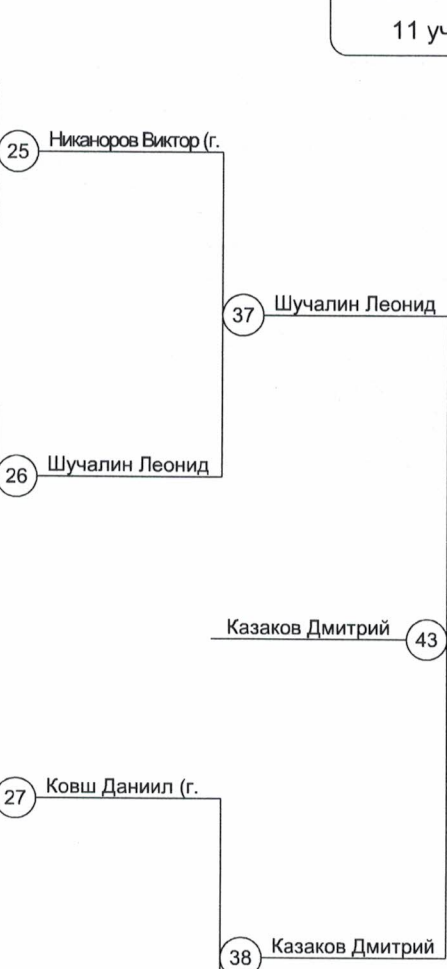 11 уч
25 Никаноров Виктор (г.
37 Шучалин Леонид
26 Шучалин Леонид
Казаков Дмитрий 43
27 Ковш Даниил (г.
38 Казаков Дмитрий